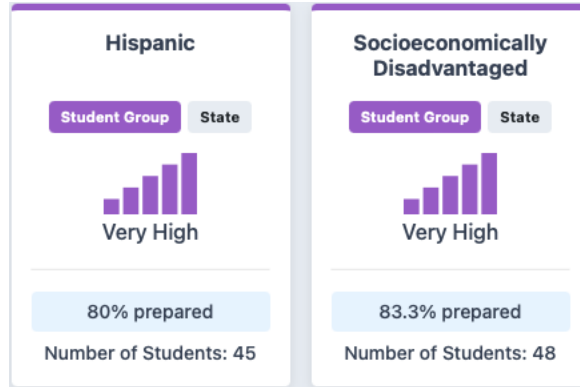 Hispanic
Student Group
State
Very High
80% prepared
Number of Students: 45
Socioeconomically
Disadvantaged
Student Group
State
Very High
83.3% prepared
Number of Students: 48